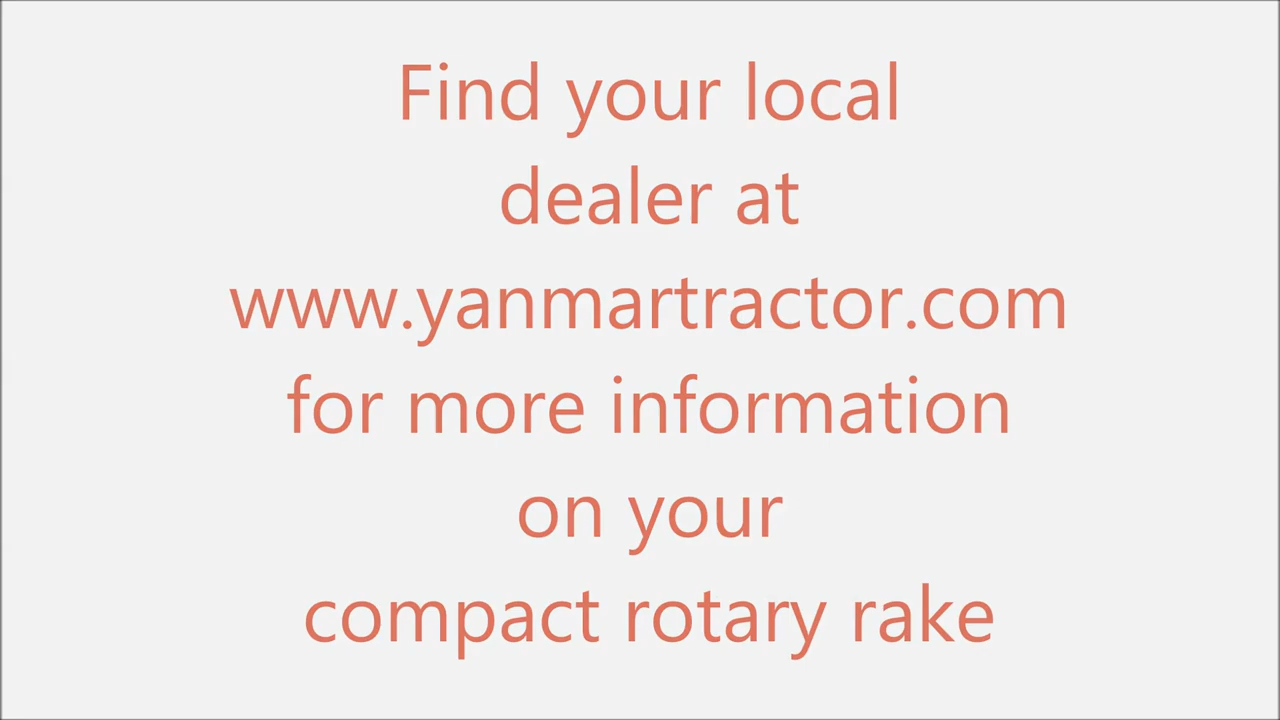 Find your local
dealer at
www.yanmartractor.com
for more information
on your
compact rotary rake